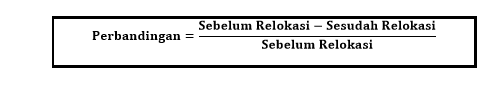 Perbandingan = Sebelum Relokasi − Sesudah Relokasi
Sebelum Relokasi